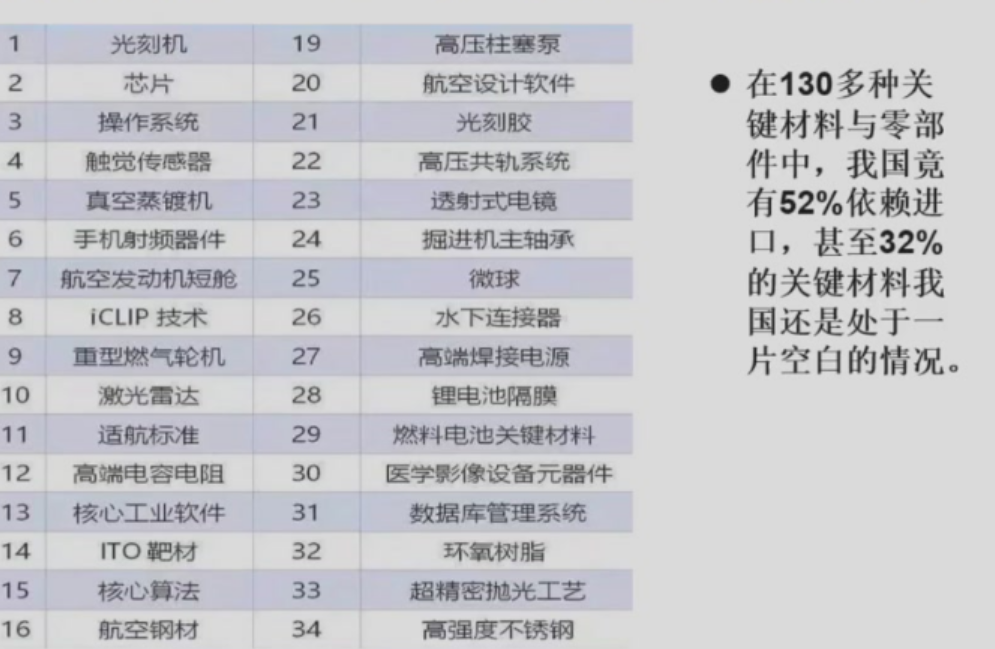 1 光刻机 19 高压柱塞泵
2 芯片 20 航空设计软件
3 操作系统 21 光刻胶
4 触觉传感器 22 高压共轨系统
5 真空蒸镀机 23 透射式电镜
6 手机射频器件 24 掘进机主轴承
7 航空发动机短舱 25 微球
8 iCLIP 技术 26 水下连接器
9 重型燃气轮机 27 高端焊接电源
10 激光雷达 28 锂电池隔膜
11 适航标准 29 燃料电池关键材料
12 高端电容电阻 30 医学影像设备元器件
13 核心工业软件 31 数据库管理系统
14 ITO 靶材 32 环氧树脂
15 核心算法 33 超精密抛光工艺
16 航空钢材 34 高强度不锈钢
● 在130多种关
键材料与零部
件中，我国竟
有52%依赖进
口，甚至32%
的关键材料我
国还是处于一
片空白的情况。